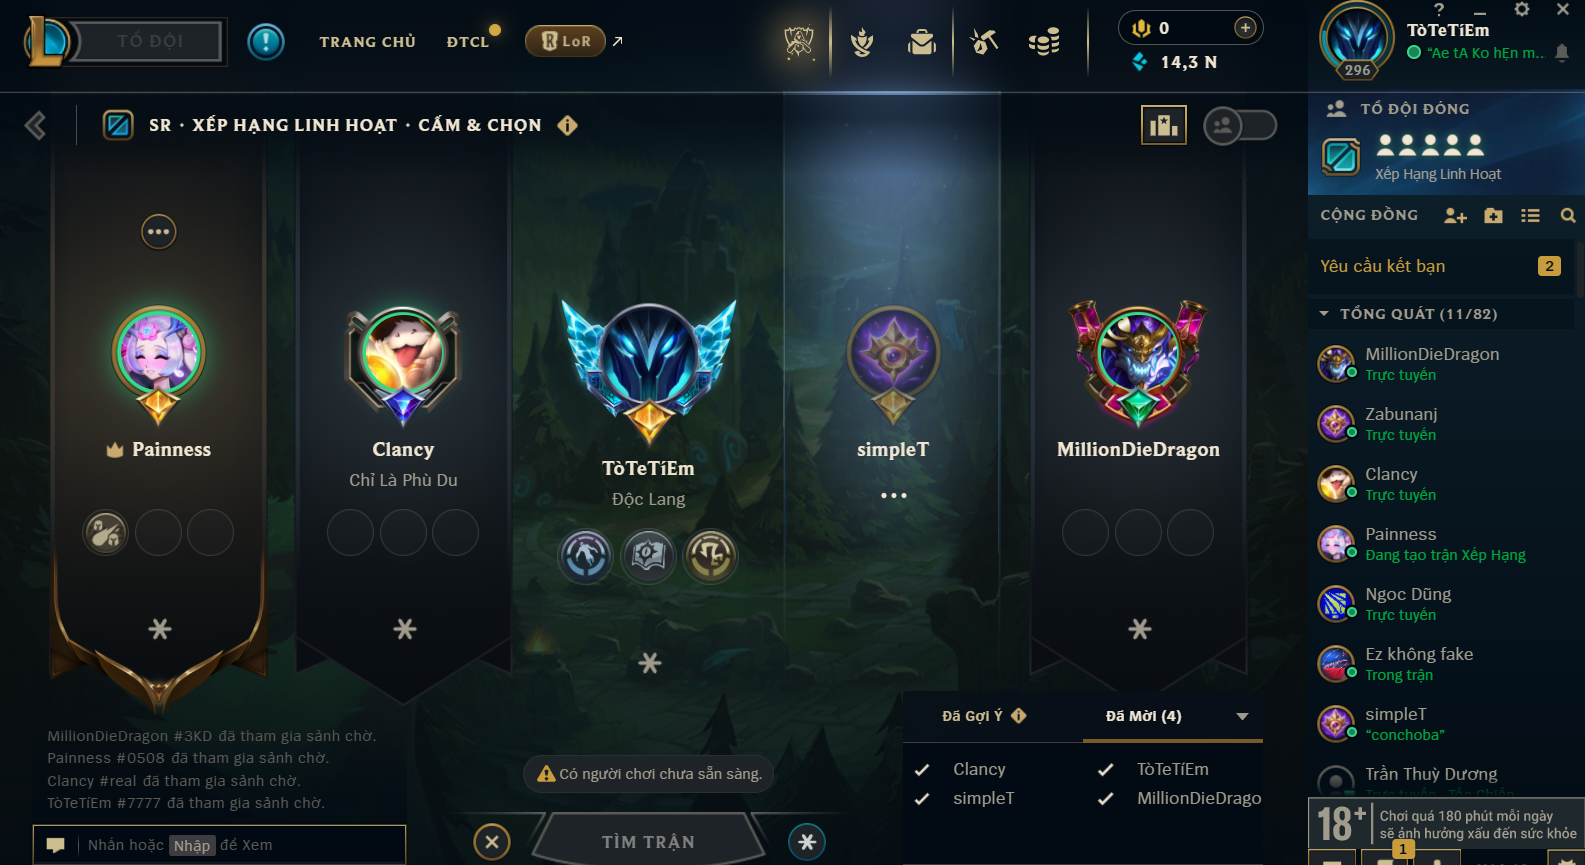 TỔ ĐỘI
TRANG CHỦ
ĐTCL
LoR
0
14,3 N
296
TòTeTíEm
“Ae tA Ko hẸn m...
SR · XẾP HẠNG LINH HOẠT · CẤM & CHỌN
TỔ ĐỘI ĐÓNG
Xếp Hạng Linh Hoạt
CỘNG ĐỒNG
Yêu cầu kết bạn
2
TỔNG QUÁT (11/82)
MillionDieDragon
Trực tuyến
Zabunanj
Trực tuyến
Clancy
Trực tuyến
Painness
Đang tạo trận Xếp Hạng
Ngoc Dũng
Trực tuyến
Ez không fake
Trong trận
simpleT
“conchoba”
Trần Thuỳ Dương
Painness
Clancy
Chỉ Là Phù Du
TòTeTíEm
Độc Lang
simpleT
MillionDieDragon
MillionDieDragon #3KD đã tham gia sảnh chờ.
Painness #0508 đã tham gia sảnh chờ.
Clancy #real đã tham gia sảnh chờ.
TòTeTíEm #7777 đã tham gia sảnh chờ.
Nhấn hoặc Nhập để Xem
Có người chơi chưa sẵn sàng.
TÌM TRẬN
Đã Gợi Ý
Đã Mời (4)
Clancy
TòTeTíEm
simpleT
MillionDieDrago
18+
Chơi quá 180 phút mỗi ngày
sẽ ảnh hưởng xấu đến sức khỏe
1